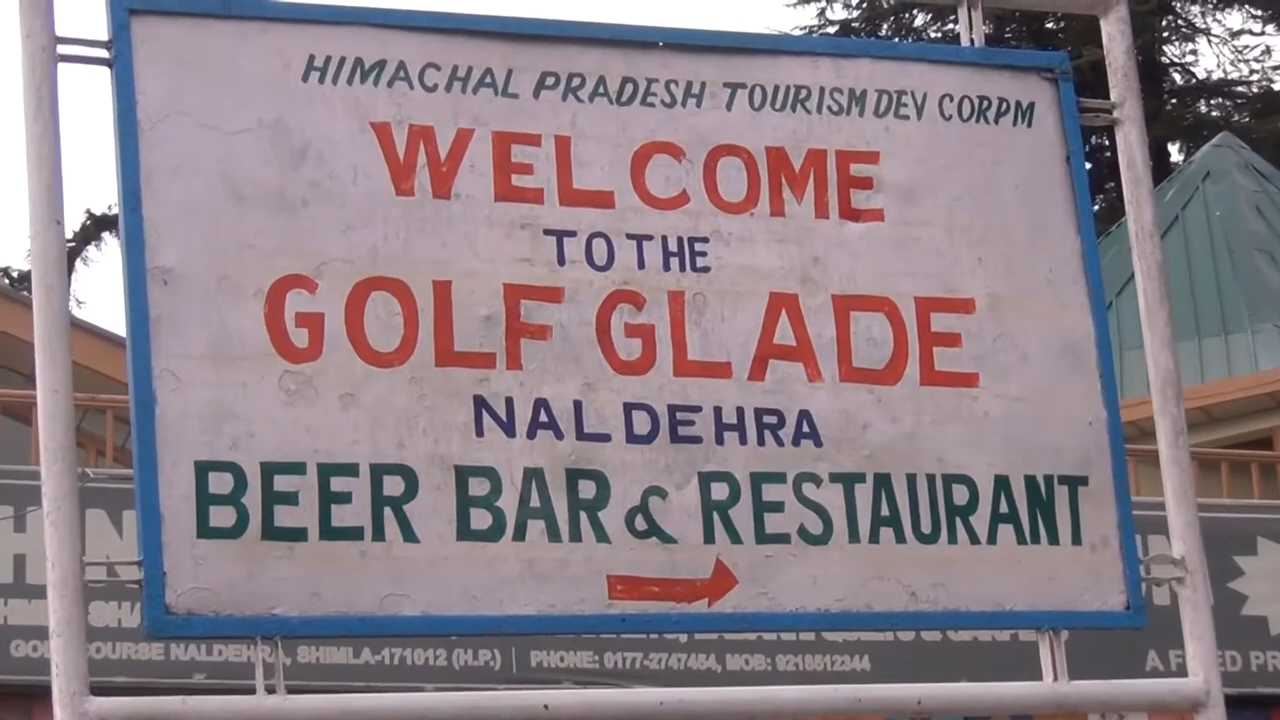 HIMACHAL PRADESH TOURISM DEV CORPM
WELCOME
TO THE
GOLF GLADE
NALDEHRA
BEER BAR & RESTAURANT
GOLF COURSE NALDEHRA, SHIMLA-171012 (H.P.) | PHONE: 0177-2747454, MOB: 9218512344